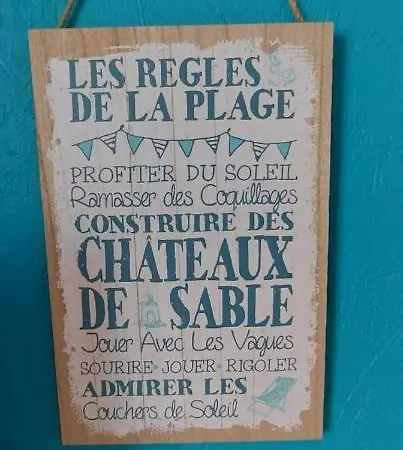 LES REGLES
DE LA PLAGE
PROFITER DU SOLEIL
Ramasser des Coquillages
CONSTRUIRE DES
CHÂTEAUX
DE SABLE
Jouer Avec Les Vagues
SOURIRE · JOUER · RIGOLER
ADMIRER LES
Couchers de Soleil